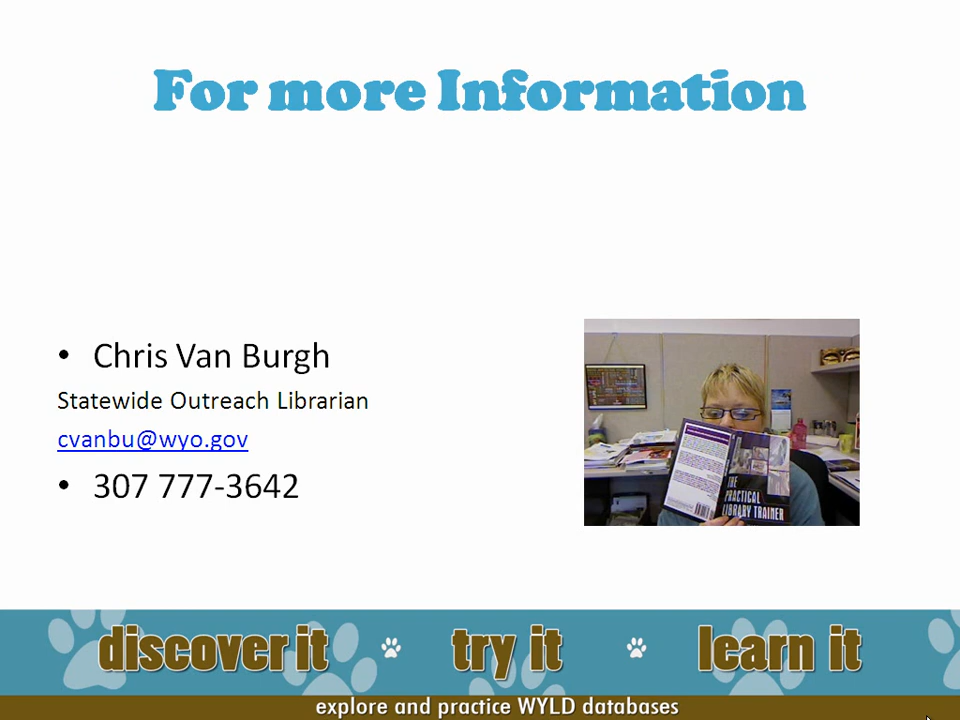 For more Information
• Chris Van Burgh
Statewide Outreach Librarian
cvanbu@wyo.gov
• 307 777-3642
THE
PRACTICAL
LIBRARY TRAINER
discover it try it learn it
explore and practice WYLD databases